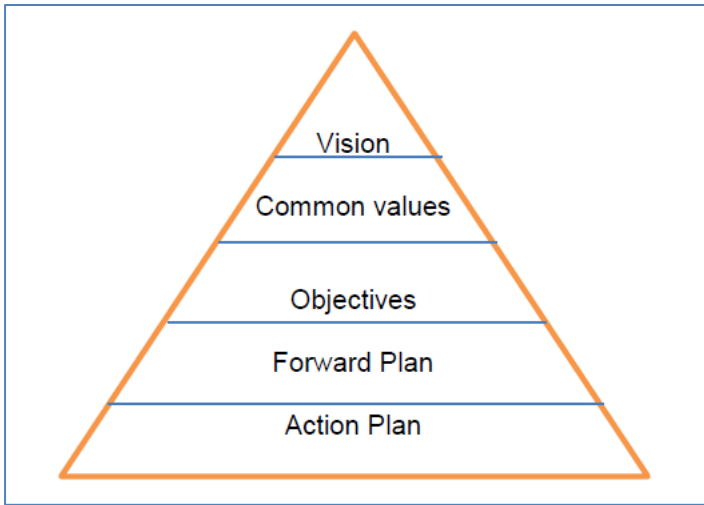 Vision
Common values
Objectives
Forward Plan
Action Plan